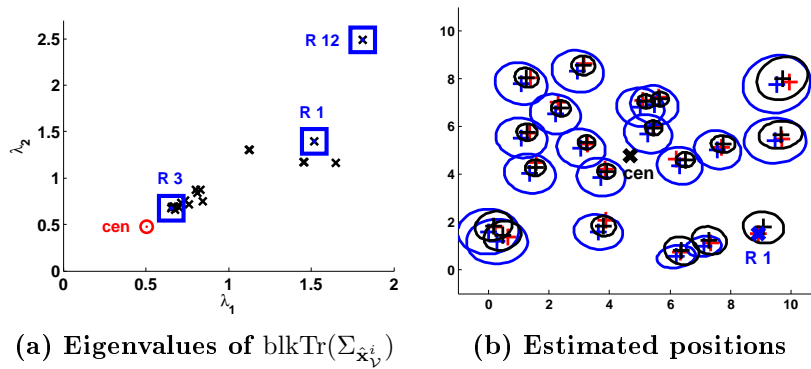 2.5
2
1.5
1
0.5
0
λ2
R 12
R 1
R 3
cen
0
0.5
1
1.5
2
λ1
(a) Eigenvalues of blkTr(Σ_{x̂^i_𝒱})
10
8
6
4
2
0
cen
R 1
0
2
4
6
8
10
(b) Estimated positions